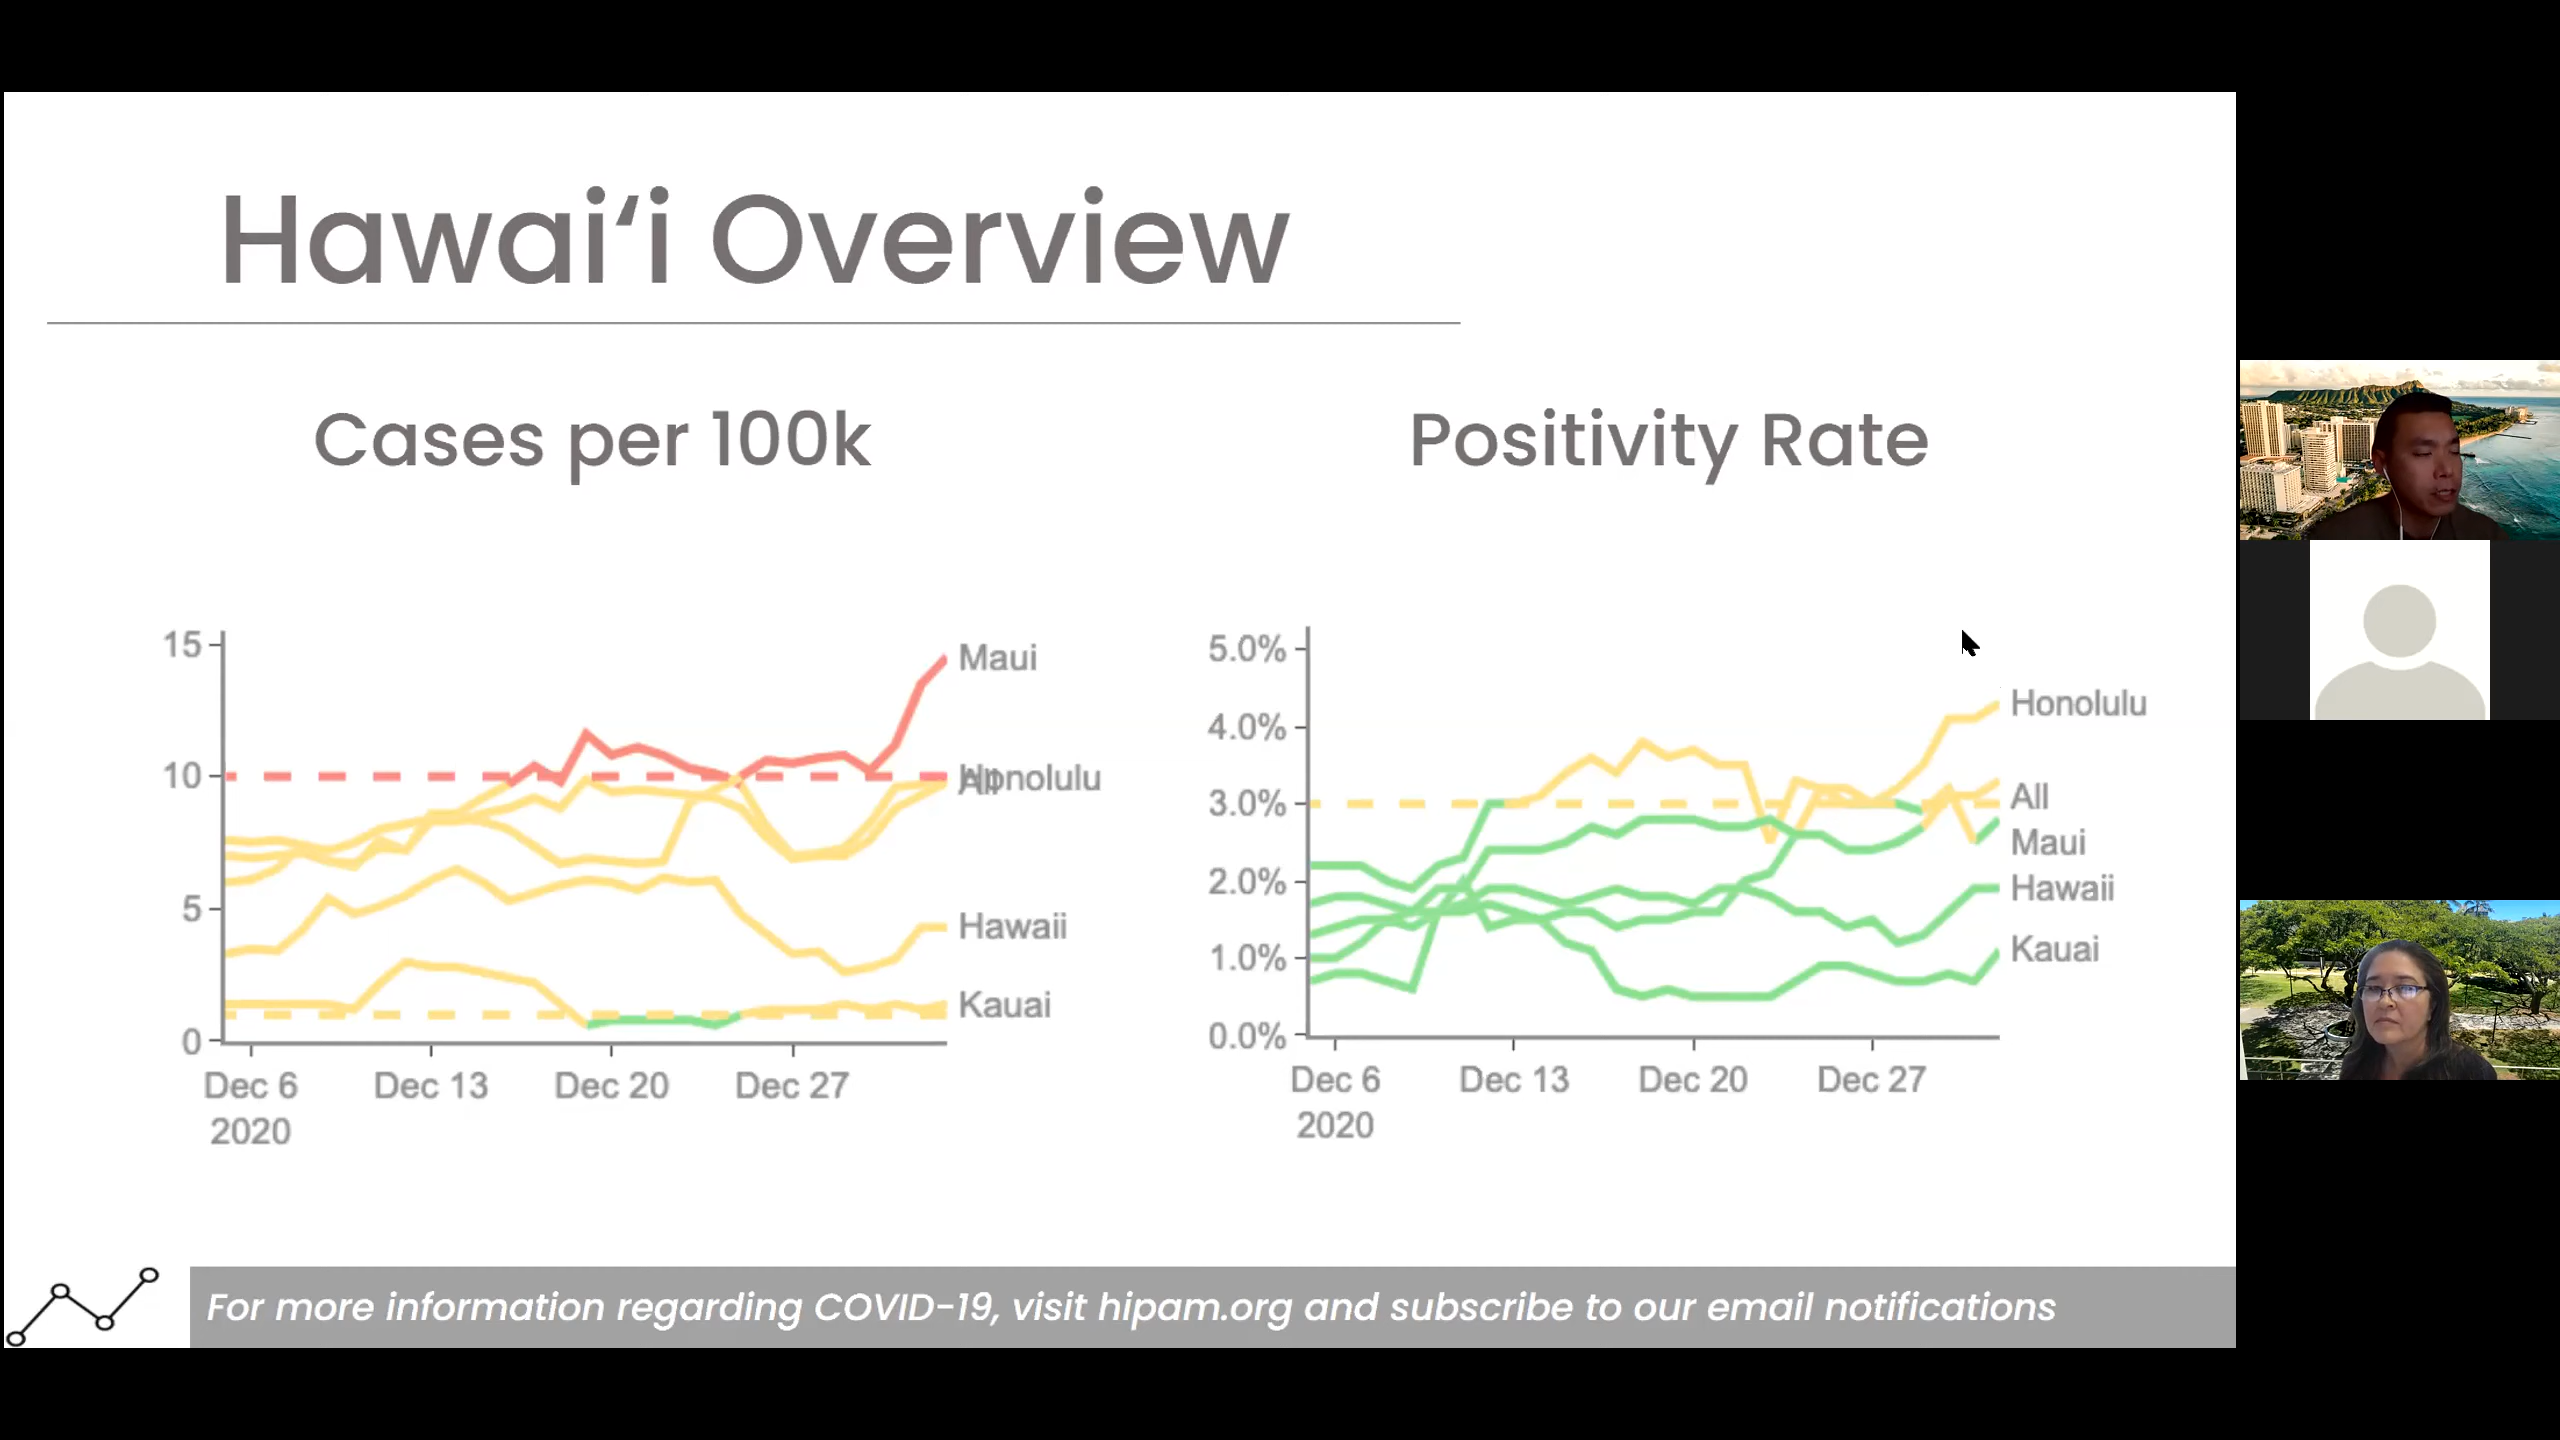 Hawaiʻi Overview
Cases per 100k
15
10
5
0
Maui
Honolulu
All
Hawaii
Kauai
Dec 6
2020
Dec 13
Dec 20
Dec 27
Positivity Rate
5.0%
4.0%
3.0%
2.0%
1.0%
0.0%
Honolulu
All
Maui
Hawaii
Kauai
Dec 6
2020
Dec 13
Dec 20
Dec 27
For more information regarding COVID-19, visit hipam.org and subscribe to our email notifications